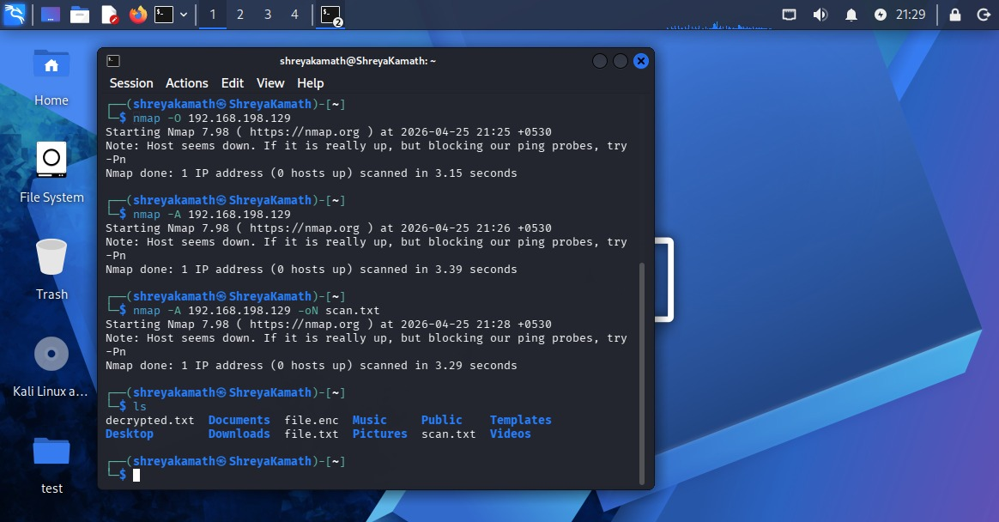 1 2 3 4
2
21:29
Home
File System
Trash
Kali Linux a...
test
shreyakamath@ShreyaKamath: ~
Session Actions Edit View Help
┌──(shreyakamath㉿ShreyaKamath)-[~]
└─$ nmap -O 192.168.198.129
Starting Nmap 7.98 ( https://nmap.org ) at 2026-04-25 21:25 +0530
Note: Host seems down. If it is really up, but blocking our ping probes, try
-Pn
Nmap done: 1 IP address (0 hosts up) scanned in 3.15 seconds
┌──(shreyakamath㉿ShreyaKamath)-[~]
└─$ nmap -A 192.168.198.129
Starting Nmap 7.98 ( https://nmap.org ) at 2026-04-25 21:26 +0530
Note: Host seems down. If it is really up, but blocking our ping probes, try
-Pn
Nmap done: 1 IP address (0 hosts up) scanned in 3.39 seconds
┌──(shreyakamath㉿ShreyaKamath)-[~]
└─$ nmap -A 192.168.198.129 -oN scan.txt
Starting Nmap 7.98 ( https://nmap.org ) at 2026-04-25 21:28 +0530
Note: Host seems down. If it is really up, but blocking our ping probes, try
-Pn
Nmap done: 1 IP address (0 hosts up) scanned in 3.29 seconds
┌──(shreyakamath㉿ShreyaKamath)-[~]
└─$ ls
decrypted.txt Documents file.enc Music Public Templates
Desktop Downloads file.txt Pictures scan.txt Videos
┌──(shreyakamath㉿ShreyaKamath)-[~]
└─$